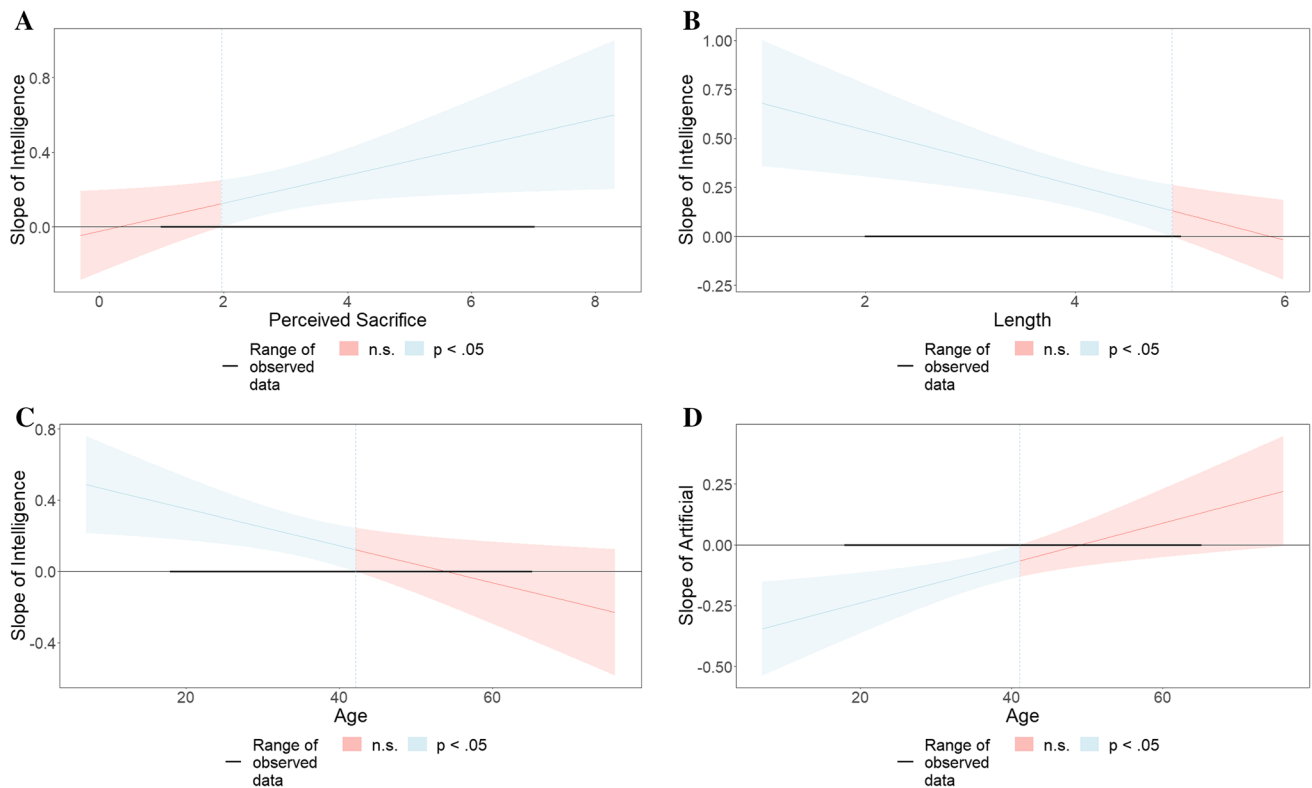 A
Slope of Intelligence
0.8
0.4
0.0
0 2 4 6 8
Perceived Sacrifice
Range of observed data n.s. p < .05
B
Slope of Intelligence
1.00
0.75
0.50
0.25
0.00
-0.25
2 4 6
Length
Range of observed data n.s. p < .05
C
Slope of Intelligence
0.8
0.4
0.0
-0.4
20 40 60
Age
Range of observed data n.s. p < .05
D
Slope of Artificial
0.25
0.00
-0.25
-0.50
20 40 60
Age
Range of observed data n.s. p < .05